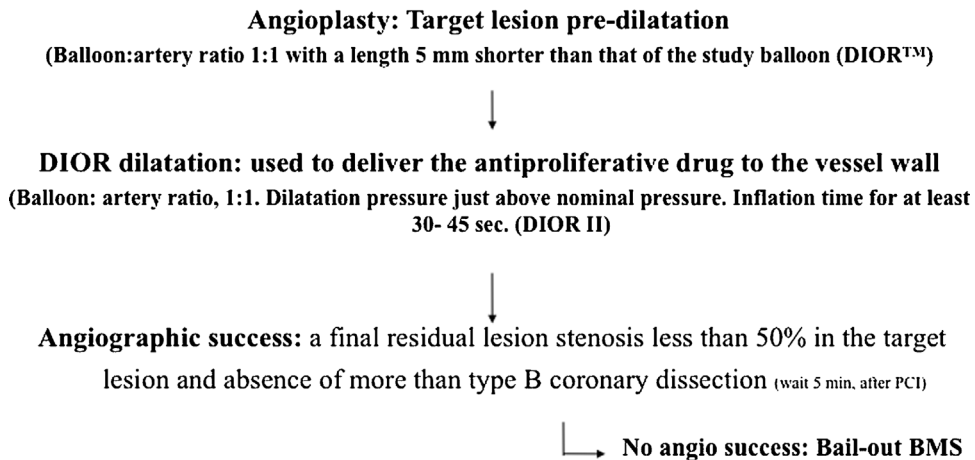 Angioplasty: Target lesion pre-dilatation
(Balloon:artery ratio 1:1 with a length 5 mm shorter than that of the study balloon (DIOR™)
DIOR dilatation: used to deliver the antiproliferative drug to the vessel wall
(Balloon: artery ratio, 1:1. Dilatation pressure just above nominal pressure. Inflation time for at least
30- 45 sec. (DIOR II)
Angiographic success: a final residual lesion stenosis less than 50% in the target
lesion and absence of more than type B coronary dissection (wait 5 min, after PCI)
No angio success: Bail-out BMS